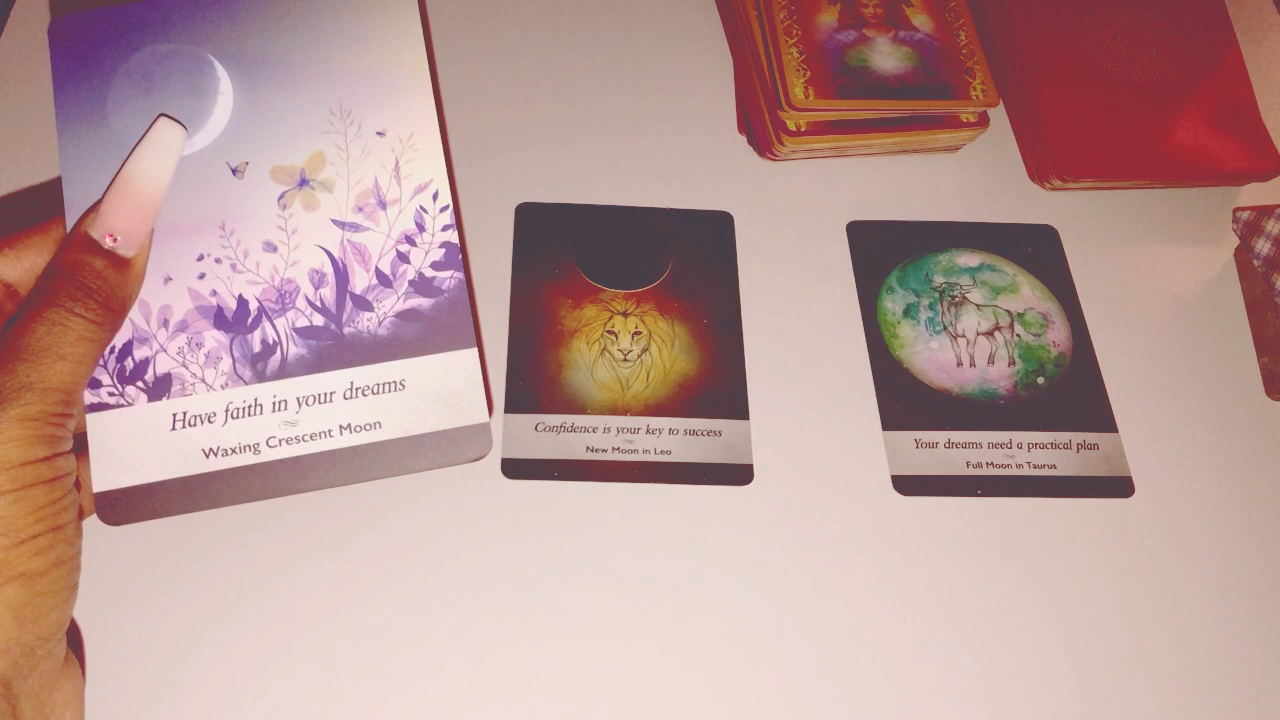 Have faith in your dreams
Waxing Crescent Moon
Confidence is your key to success
New Moon in Leo
Your dreams need a practical plan
Full Moon in Taurus